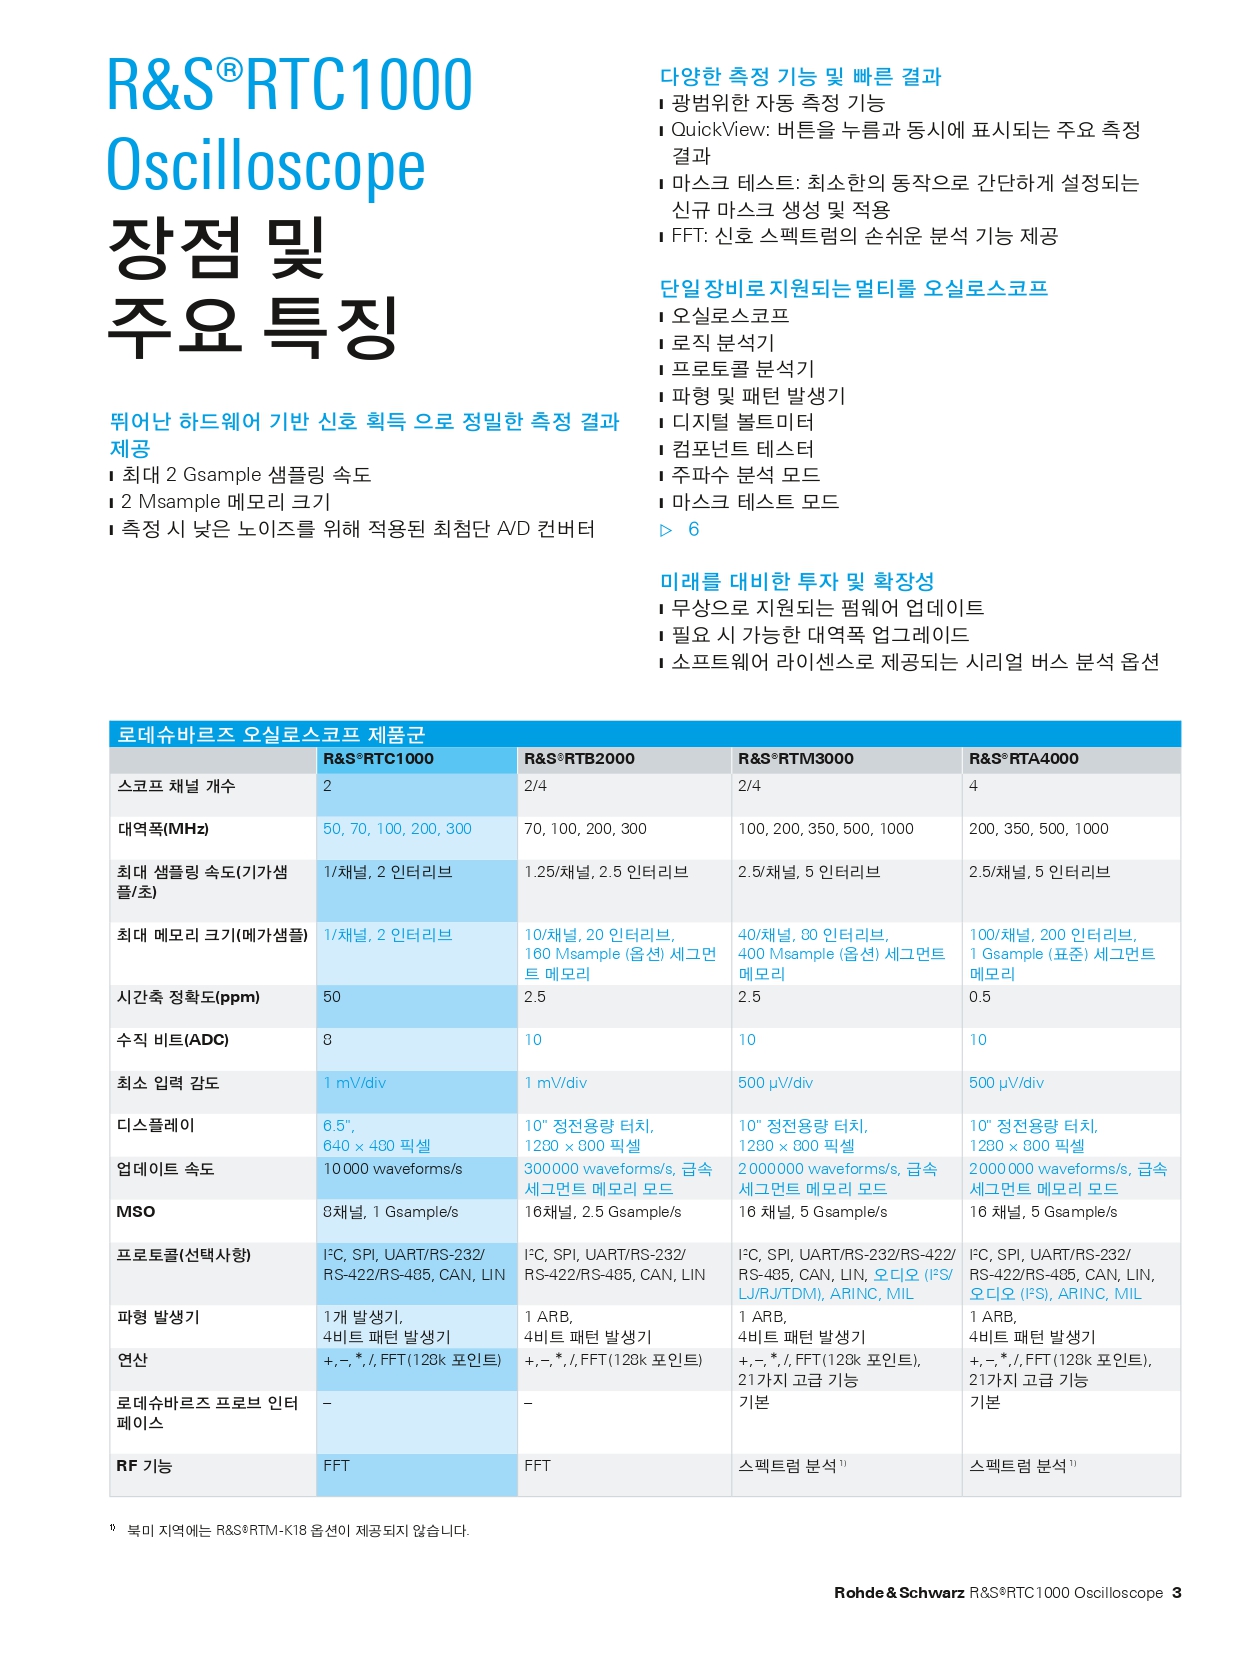 R&S®RTC1000
Oscilloscope
장점 및
주요 특징
뛰어난 하드웨어 기반 신호 획득 으로 정밀한 측정 결과
제공
최대 2 Gsample 샘플링 속도
2 Msample 메모리 크기
측정 시 낮은 노이즈를 위해 적용된 최첨단 A/D 컨버터
다양한 측정 기능 및 빠른 결과
광범위한 자동 측정 기능
QuickView: 버튼을 누름과 동시에 표시되는 주요 측정
결과
마스크 테스트: 최소한의 동작으로 간단하게 설정되는
신규 마스크 생성 및 적용
FFT: 신호 스펙트럼의 손쉬운 분석 기능 제공
단일 장비로 지원되는 멀티롤 오실로스코프
오실로스코프
로직 분석기
프로토콜 분석기
파형 및 패턴 발생기
디지털 볼트미터
컴포넌트 테스터
주파수 분석 모드
마스크 테스트 모드
▷ 6
미래를 대비한 투자 및 확장성
무상으로 지원되는 펌웨어 업데이트
필요 시 가능한 대역폭 업그레이드
소프트웨어 라이센스로 제공되는 시리얼 버스 분석 옵션
로데슈바르즈 오실로스코프 제품군
R&S®RTC1000 R&S®RTB2000 R&S®RTM3000 R&S®RTA4000
스코프 채널 개수 2 2/4 2/4 4
대역폭(MHz) 50, 70, 100, 200, 300 70, 100, 200, 300 100, 200, 350, 500, 1000 200, 350, 500, 1000
최대 샘플링 속도(기가샘 1/채널, 2 인터리브 1.25/채널, 2.5 인터리브 2.5/채널, 5 인터리브 2.5/채널, 5 인터리브
플/초)
최대 메모리 크기(메가샘플) 1/채널, 2 인터리브 10/채널, 20 인터리브, 40/채널, 80 인터리브, 100/채널, 200 인터리브,
160 Msample (옵션) 세그먼 400 Msample (옵션) 세그먼트 1 Gsample (표준) 세그먼트
트 메모리 메모리 메모리
시간축 정확도(ppm) 50 2.5 2.5 0.5
수직 비트(ADC) 8 10 10 10
최소 입력 감도 1 mV/div 1 mV/div 500 µV/div 500 µV/div
디스플레이 6.5", 10" 정전용량 터치, 10" 정전용량 터치, 10" 정전용량 터치,
640 × 480 픽셀 1280 × 800 픽셀 1280 × 800 픽셀 1280 × 800 픽셀
업데이트 속도 10 000 waveforms/s 300 000 waveforms/s, 급속 2 000 000 waveforms/s, 급속 2 000 000 waveforms/s, 급속
세그먼트 메모리 모드 세그먼트 메모리 모드 세그먼트 메모리 모드
MSO 8채널, 1 Gsample/s 16채널, 2.5 Gsample/s 16 채널, 5 Gsample/s 16 채널, 5 Gsample/s
프로토콜(선택사항) I²C, SPI, UART/RS-232/ I²C, SPI, UART/RS-232/ I²C, SPI, UART/RS-232/RS-422/ I²C, SPI, UART/RS-232/
RS-422/RS-485, CAN, LIN RS-422/RS-485, CAN, LIN RS-485, CAN, LIN, 오디오 (I²S/ RS-422/RS-485, CAN, LIN,
LJ/RJ/TDM), ARINC, MIL 오디오 (I²S), ARINC, MIL
파형 발생기 1개 발생기, 1 ARB, 1 ARB, 1 ARB,
4비트 패턴 발생기 4비트 패턴 발생기 4비트 패턴 발생기 4비트 패턴 발생기
연산 +, –, *, /, FFT (128k 포인트) +, –, *, /, FFT (128k 포인트) +, –, *, /, FFT (128k 포인트), +, –, *, /, FFT (128k 포인트),
21가지 고급 기능 21가지 고급 기능
로데슈바르즈 프로브 인터 – – 기본 기본
페이스
RF 기능 FFT FFT 스펙트럼 분석 ¹⁾ 스펙트럼 분석 ¹⁾
¹⁾ 북미 지역에는 R&S®RTM-K18 옵션이 제공되지 않습니다.
Rohde & Schwarz R&S®RTC1000 Oscilloscope 3